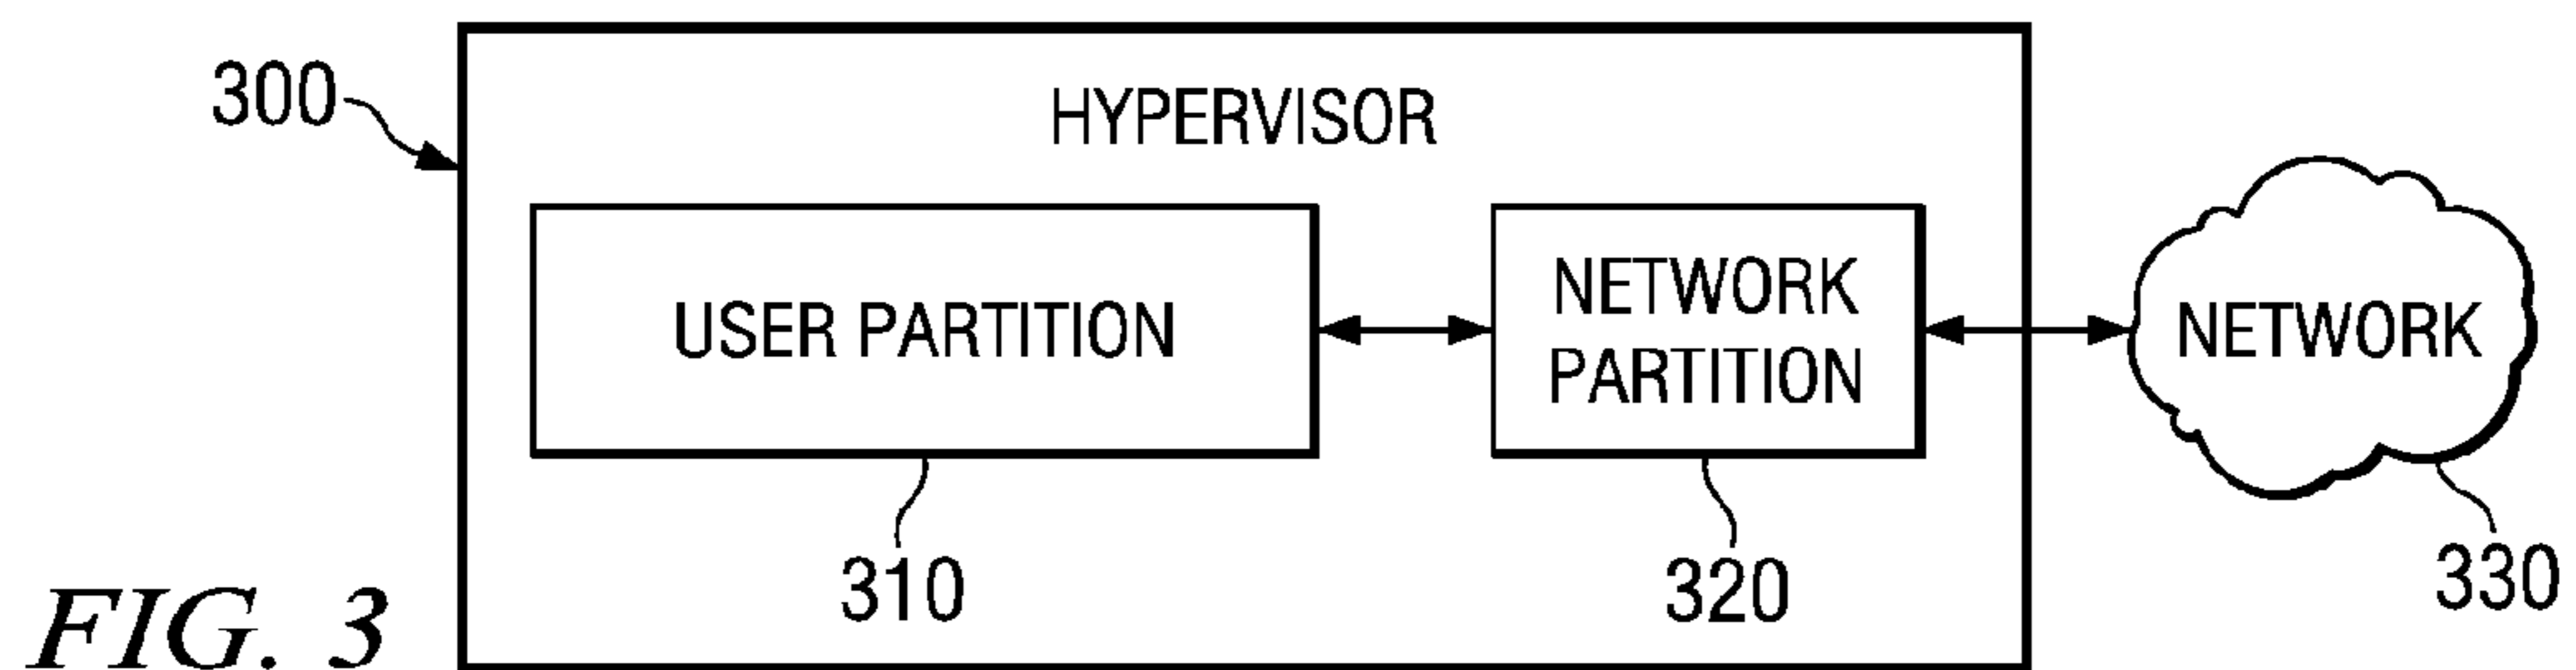 300
HYPERVISOR
USER PARTITION
NETWORK
PARTITION
NETWORK
310
320
330
FIG. 3